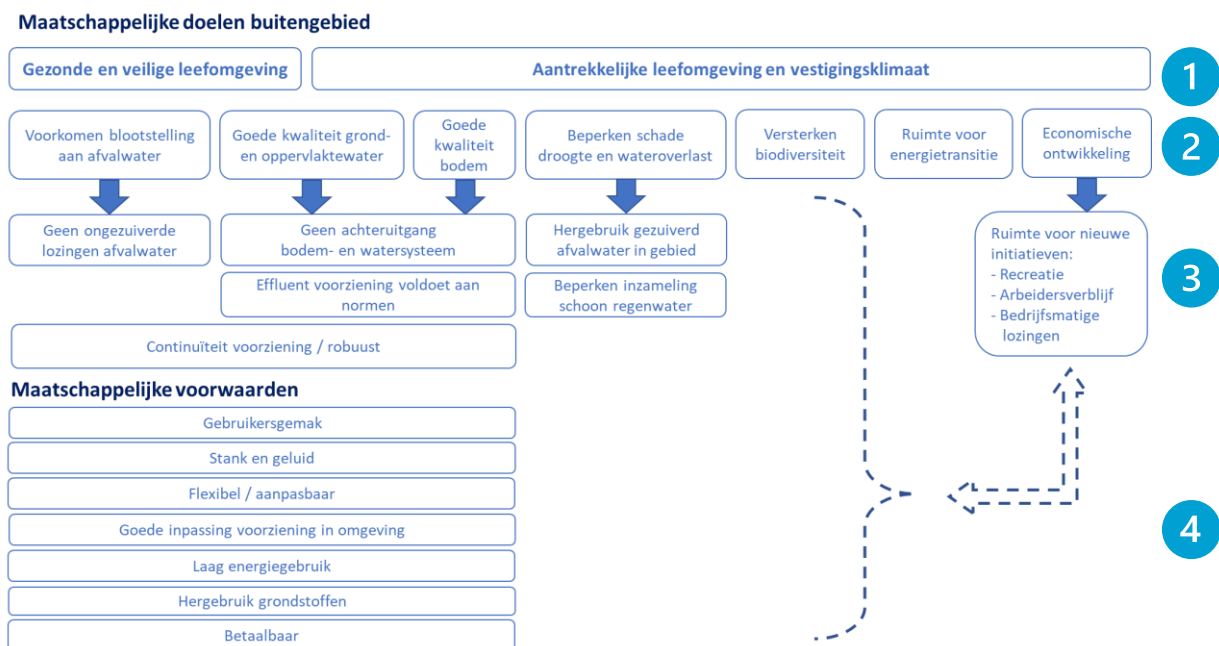 Maatschappelijke doelen buitengebied
Gezonde en veilige leefomgeving
Aantrekkelijke leefomgeving en vestigingsklimaat
1
Voorkomen blootstelling
aan afvalwater
Goede kwaliteit grond-
en oppervlaktewater
Goede
kwaliteit
bodem
Beperken schade
droogte en wateroverlast
Versterken
biodiversiteit
Ruimte voor
energietransitie
Economische
ontwikkeling
2
Geen ongezuiverde
lozingen afvalwater
Geen achteruitgang
bodem- en watersysteem
Hergebruik gezuiverd
afvalwater in gebied
Ruimte voor nieuwe
initiatieven:
- Recreatie
- Arbeidersverblijf
- Bedrijfsmatige
lozingen
3
Effluent voorziening voldoet aan
normen
Beperken inzameling
schoon regenwater
Continuïteit voorziening / robuust
Maatschappelijke voorwaarden
Gebruikersgemak
Stank en geluid
Flexibel / aanpasbaar
Goede inpassing voorziening in omgeving
4
Laag energiegebruik
Hergebruik grondstoffen
Betaalbaar